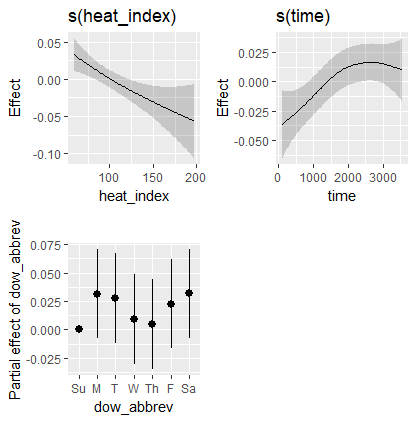 s(heat_index)
0.05
0.00
-0.05
-0.10
Effect
50
100
150
200
heat_index
s(time)
0.025
0.000
-0.025
-0.050
Effect
0
1000
2000
3000
time
0.075
0.050
0.025
0.000
-0.025
Partial effect of dow_abbrev
Su M T W Th F Sa
dow_abbrev